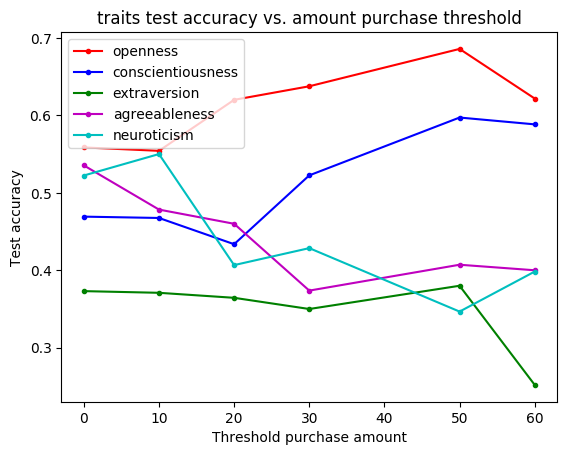 traits test accuracy vs. amount purchase threshold
0.7
0.6
0.5
0.4
0.3
Test accuracy
openness
conscientiousness
extraversion
agreeableness
neuroticism
0 10 20 30 40 50 60
Threshold purchase amount